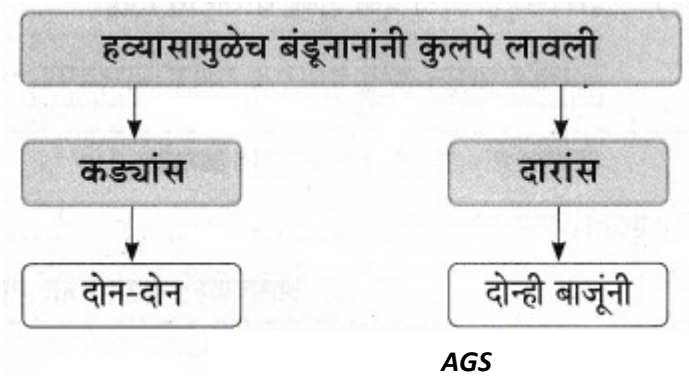 हव्यासामुळेच बंडूनानांनी कुलपे लावली
कड्यांस दारांस
दोन-दोन दोन्ही बाजूंनी
AGS